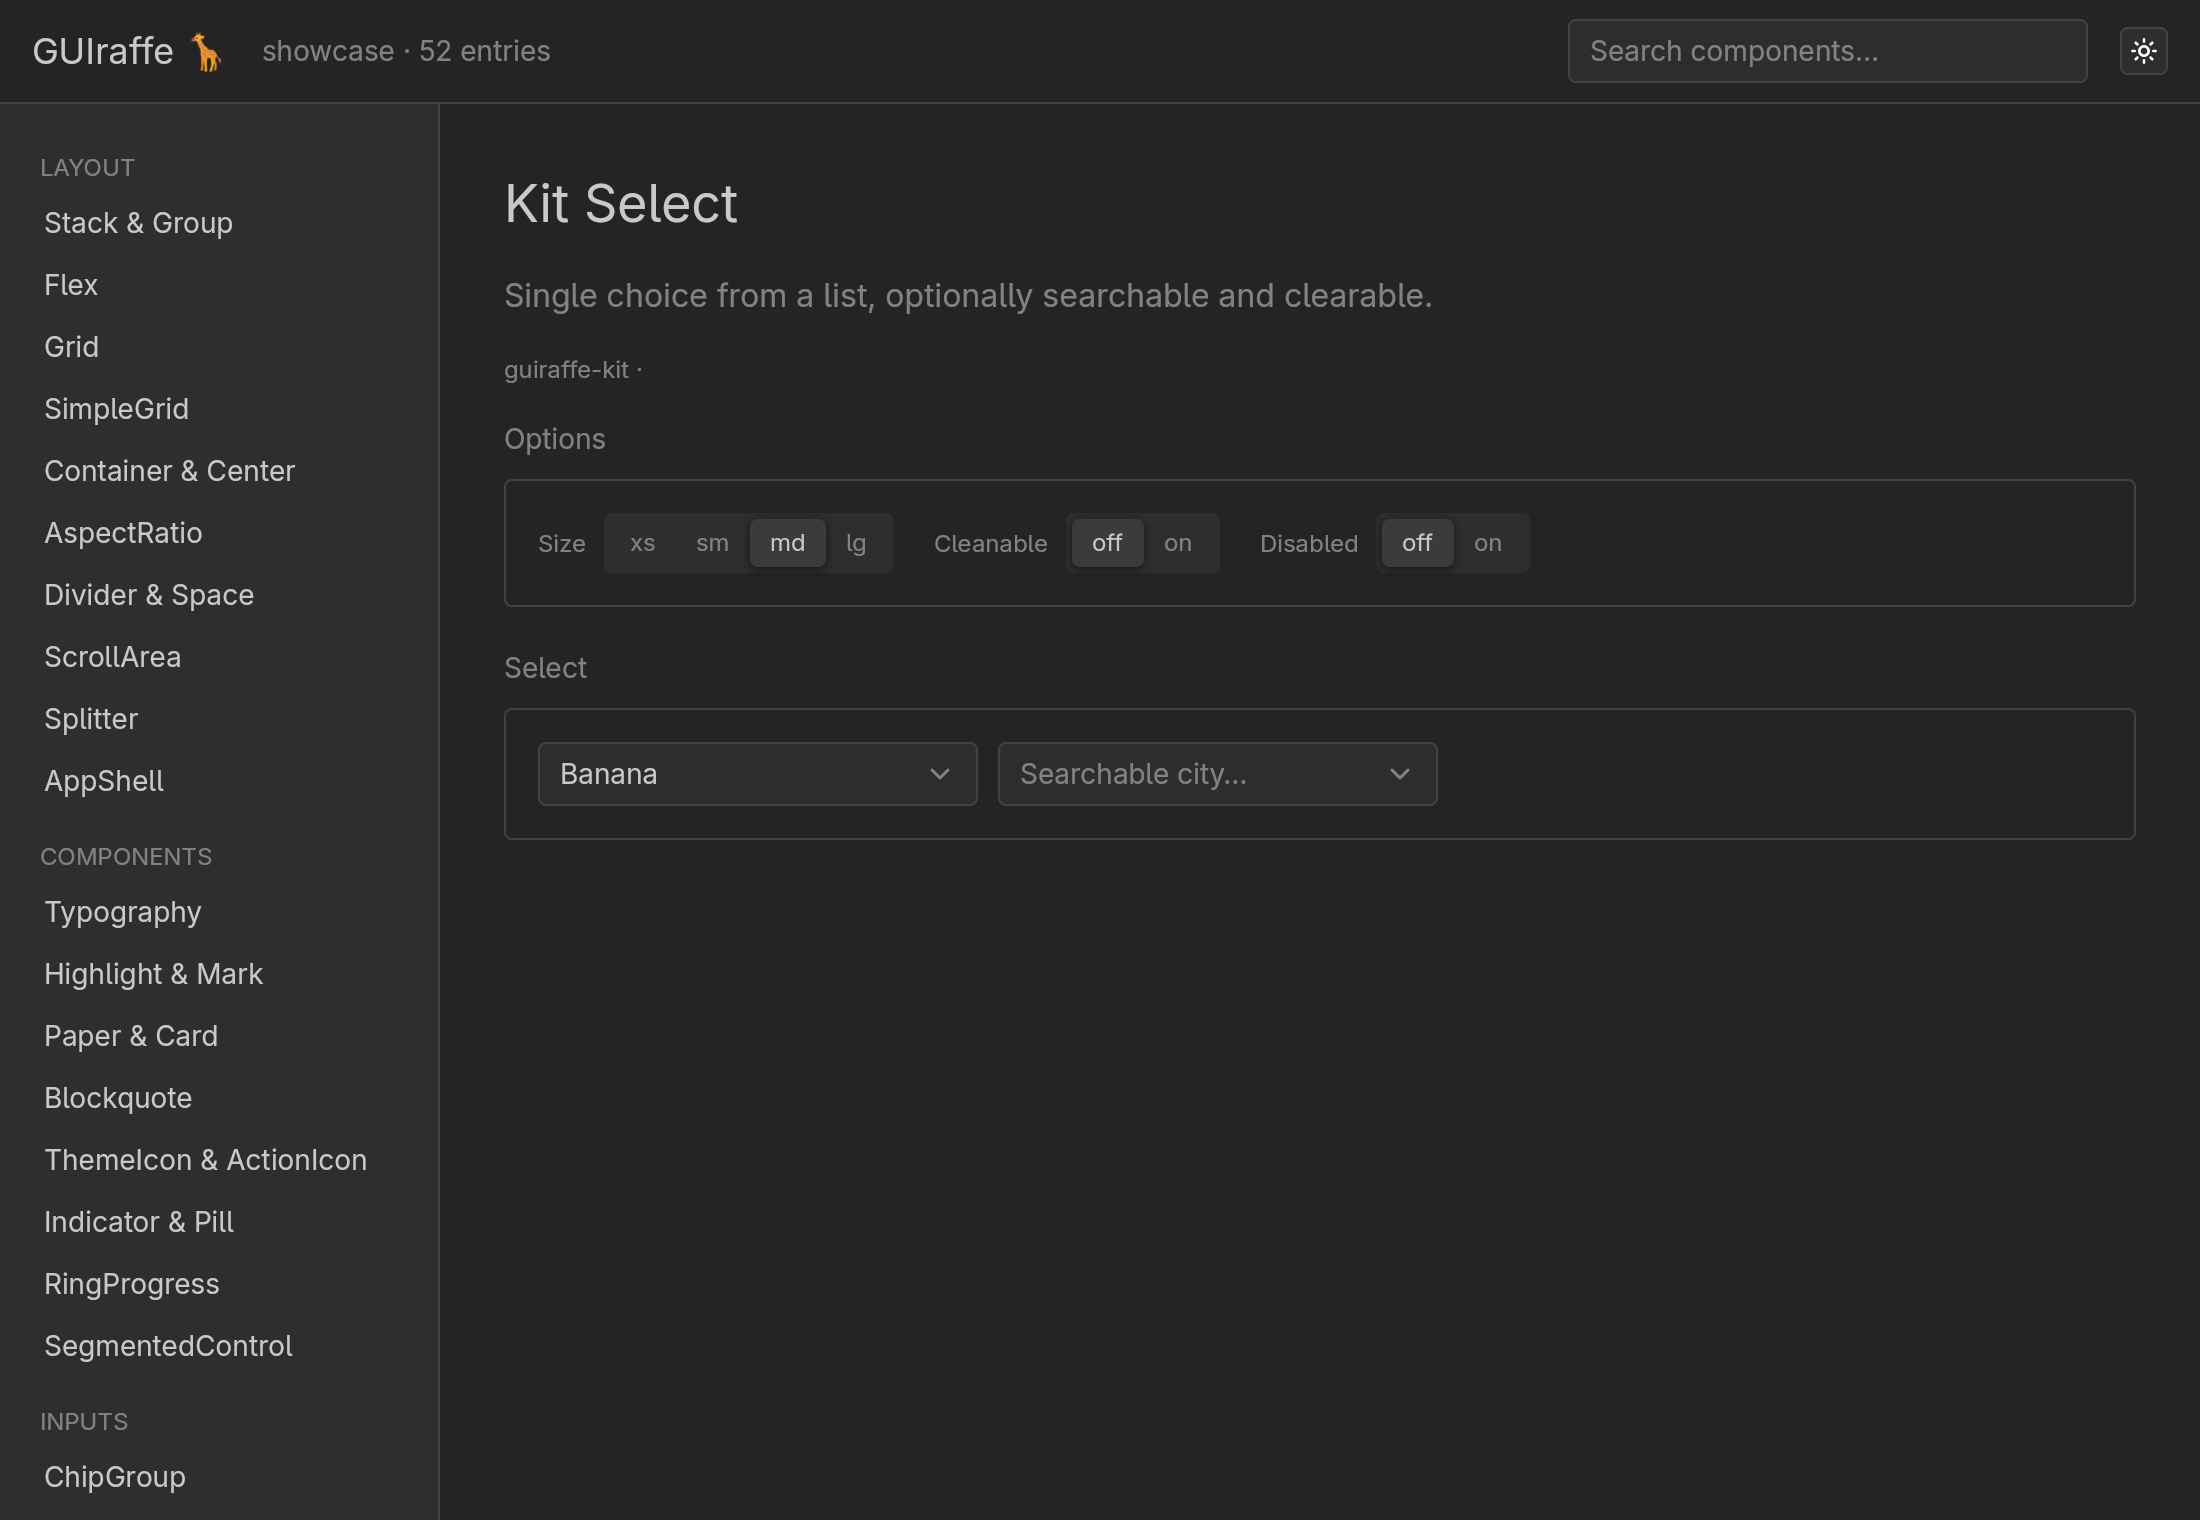 GUIraffe 🦒 showcase · 52 entries
Search components...
LAYOUT
Stack & Group
Flex
Grid
SimpleGrid
Container & Center
AspectRatio
Divider & Space
ScrollArea
Splitter
AppShell
COMPONENTS
Typography
Highlight & Mark
Paper & Card
Blockquote
ThemeIcon & ActionIcon
Indicator & Pill
RingProgress
SegmentedControl
INPUTS
ChipGroup
Kit Select
Single choice from a list, optionally searchable and clearable.
guiraffe-kit ·
Options
Size xs sm md lg Cleanable off on Disabled off on
Select
Banana Searchable city...